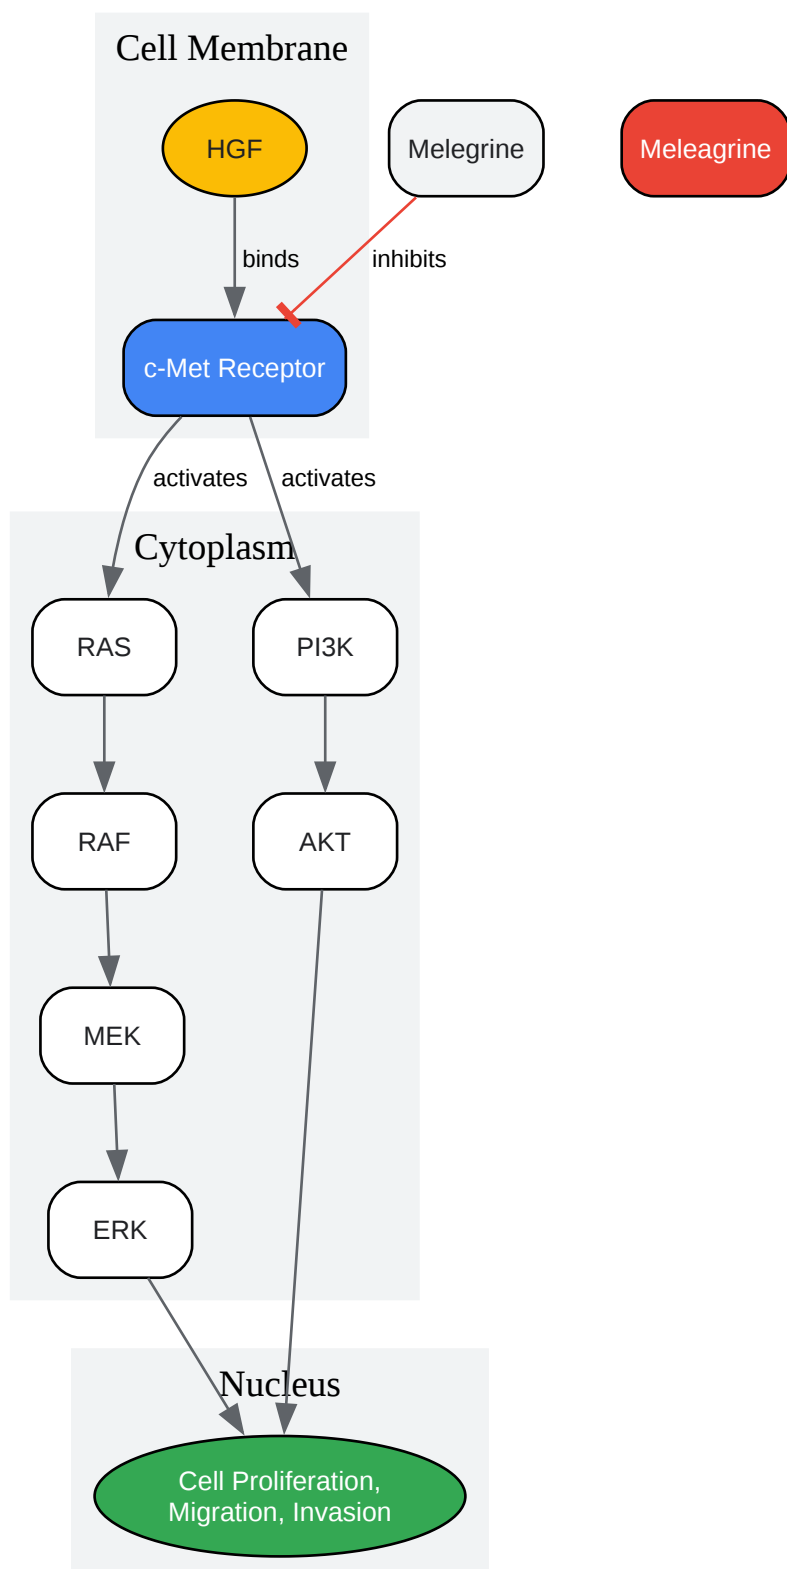 Cell Membrane
HGF
Melegrine
Meleagrine
binds
inhibits
c-Met Receptor
activates
activates
Cytoplasm
RAS
PI3K
RAF
AKT
MEK
ERK
Nucleus
Cell Proliferation,
Migration, Invasion